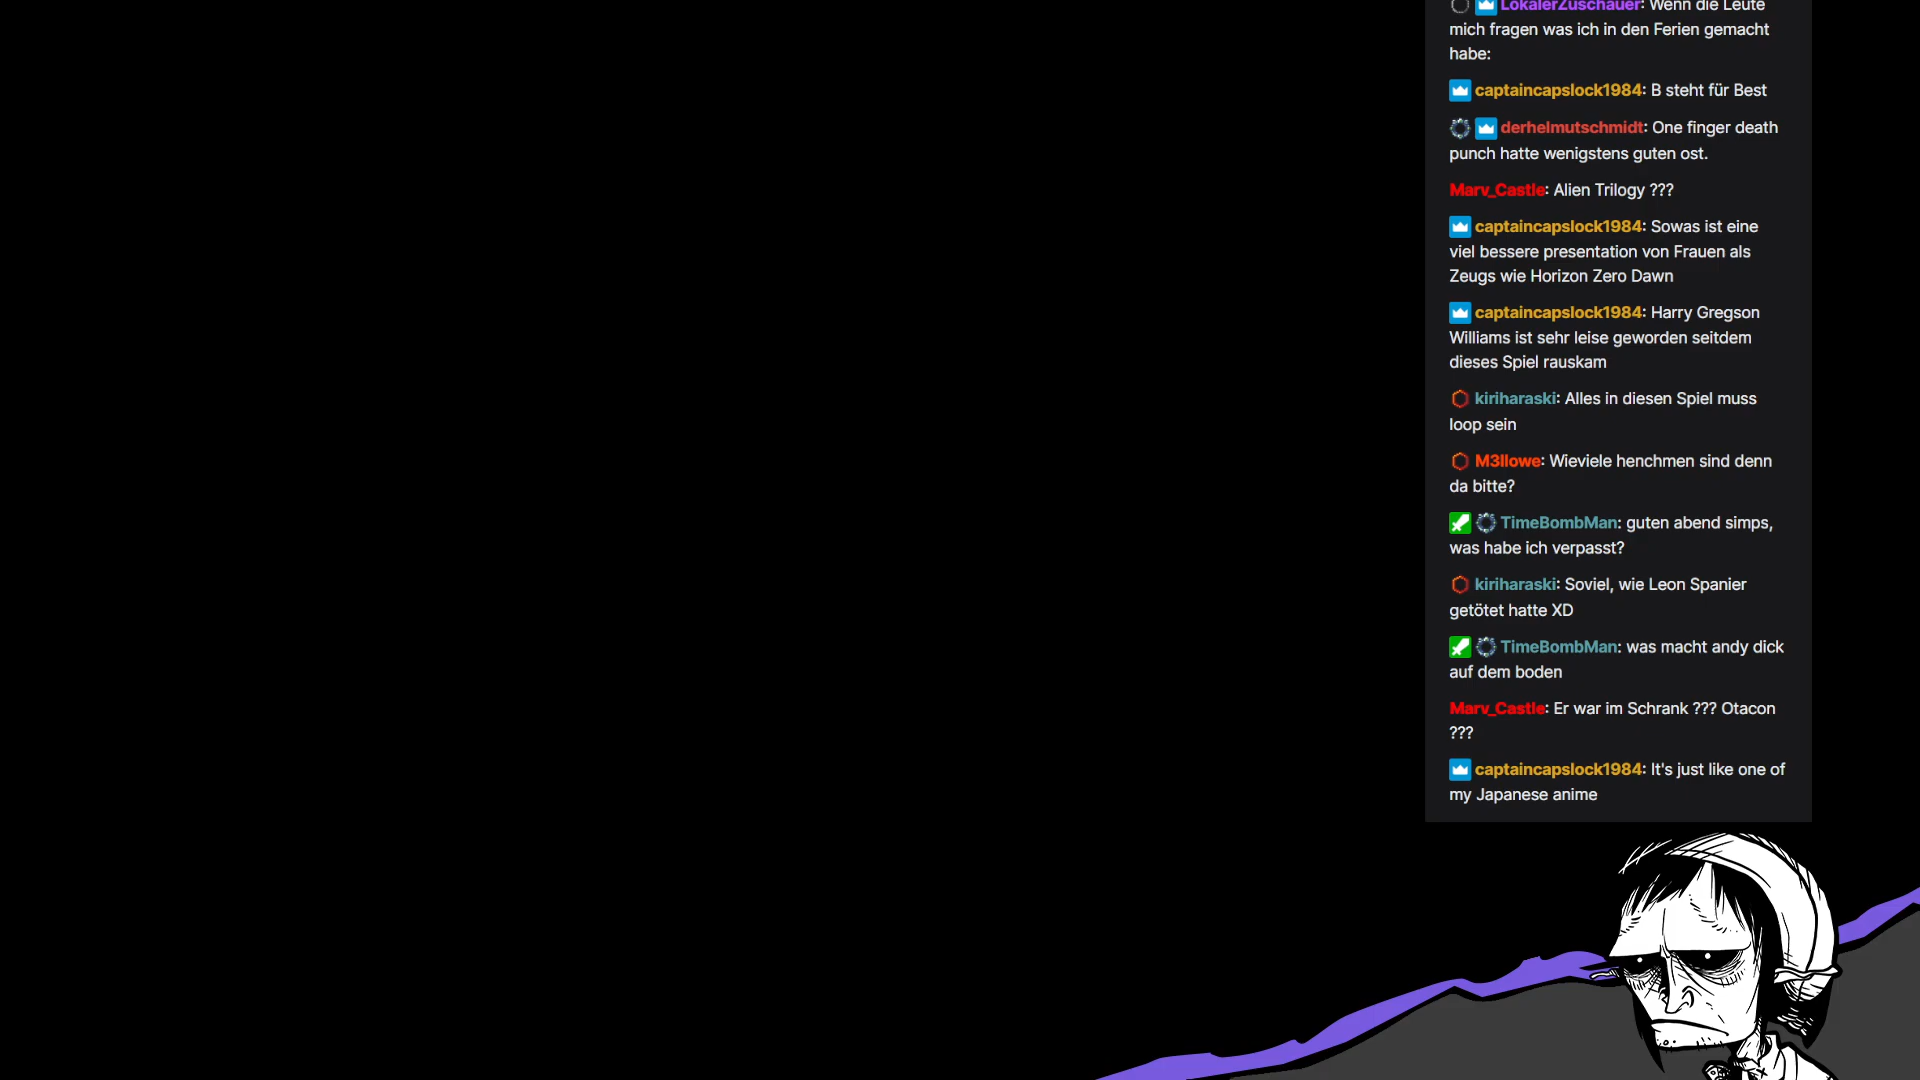 LokalerZuschauer: Wenn die Leute
mich fragen was ich in den Ferien gemacht
habe:
captaincapslock1984: B steht für Best
derhelmutschmidt: One finger death
punch hatte wenigstens guten ost.
Marv_Castle: Alien Trilogy ???
captaincapslock1984: Sowas ist eine
viel bessere presentation von Frauen als
Zeugs wie Horizon Zero Dawn
captaincapslock1984: Harry Gregson
Williams ist sehr leise geworden seitdem
dieses Spiel rauskam
kiriharaski: Alles in diesen Spiel muss
loop sein
M3llowe: Wieviele henchmen sind denn
da bitte?
TimeBombMan: guten abend simps,
was habe ich verpasst?
kiriharaski: Soviel, wie Leon Spanier
getötet hatte XD
TimeBombMan: was macht andy dick
auf dem boden
Marv_Castle: Er war im Schrank ??? Otacon
???
captaincapslock1984: It's just like one of
my Japanese anime